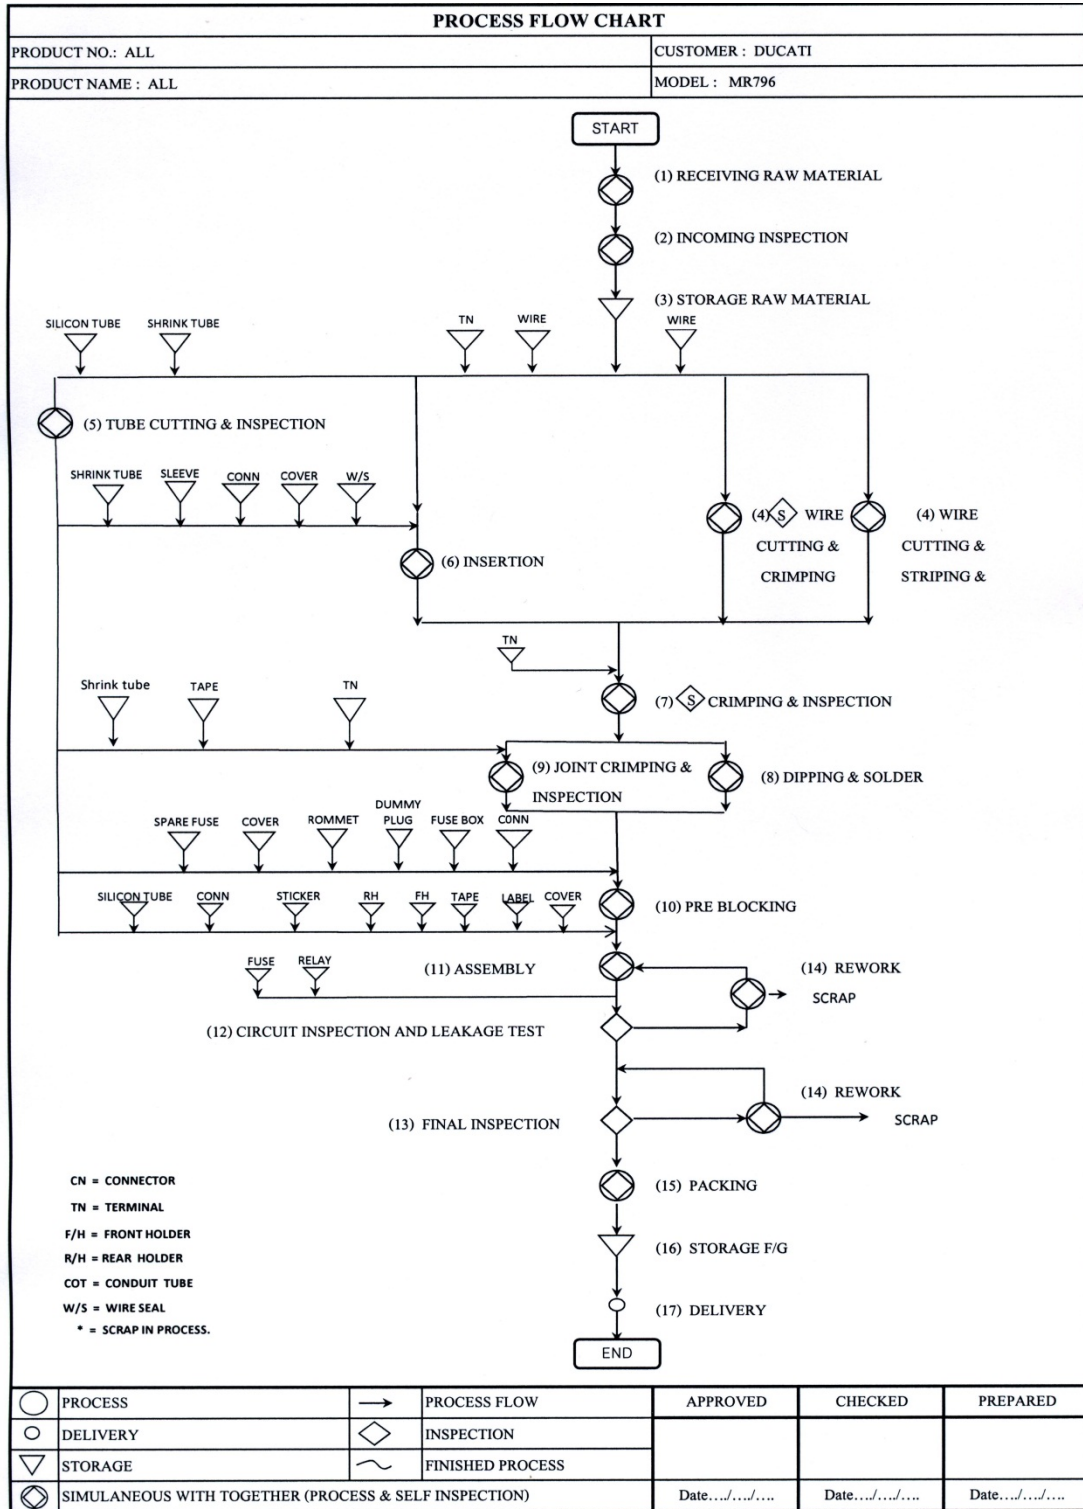 PROCESS FLOW CHART
PRODUCT NO.: ALL
CUSTOMER : DUCATI
PRODUCT NAME : ALL
MODEL : MR796
START
(1) RECEIVING RAW MATERIAL
(2) INCOMING INSPECTION
(3) STORAGE RAW MATERIAL
SILICON TUBE SHRINK TUBE TN WIRE WIRE
(5) TUBE CUTTING & INSPECTION
SHRINK TUBE SLEEVE CONN COVER W/S
(4) S WIRE
CUTTING &
CRIMPING
(4) WIRE
CUTTING &
STRIPING &
(6) INSERTION
TN
(7) S CRIMPING & INSPECTION
Shrink tube TAPE TN
(9) JOINT CRIMPING &
INSPECTION
(8) DIPPING & SOLDER
SPARE FUSE COVER ROMMET DUMMY
PLUG FUSE BOX CONN
SILICON TUBE CONN STICKER RH FH TAPE LABEL COVER
(10) PRE BLOCKING
FUSE RELAY
(11) ASSEMBLY
(14) REWORK
SCRAP
(12) CIRCUIT INSPECTION AND LEAKAGE TEST
(14) REWORK
SCRAP
(13) FINAL INSPECTION
(15) PACKING
(16) STORAGE F/G
(17) DELIVERY
END
CN = CONNECTOR
TN = TERMINAL
F/H = FRONT HOLDER
R/H = REAR HOLDER
COT = CONDUIT TUBE
W/S = WIRE SEAL
* = SCRAP IN PROCESS.
PROCESS PROCESS FLOW APPROVED CHECKED PREPARED
DELIVERY INSPECTION
STORAGE FINISHED PROCESS
SIMULANEOUS WITH TOGETHER (PROCESS & SELF INSPECTION) Date..../..../.... Date..../..../.... Date..../..../....